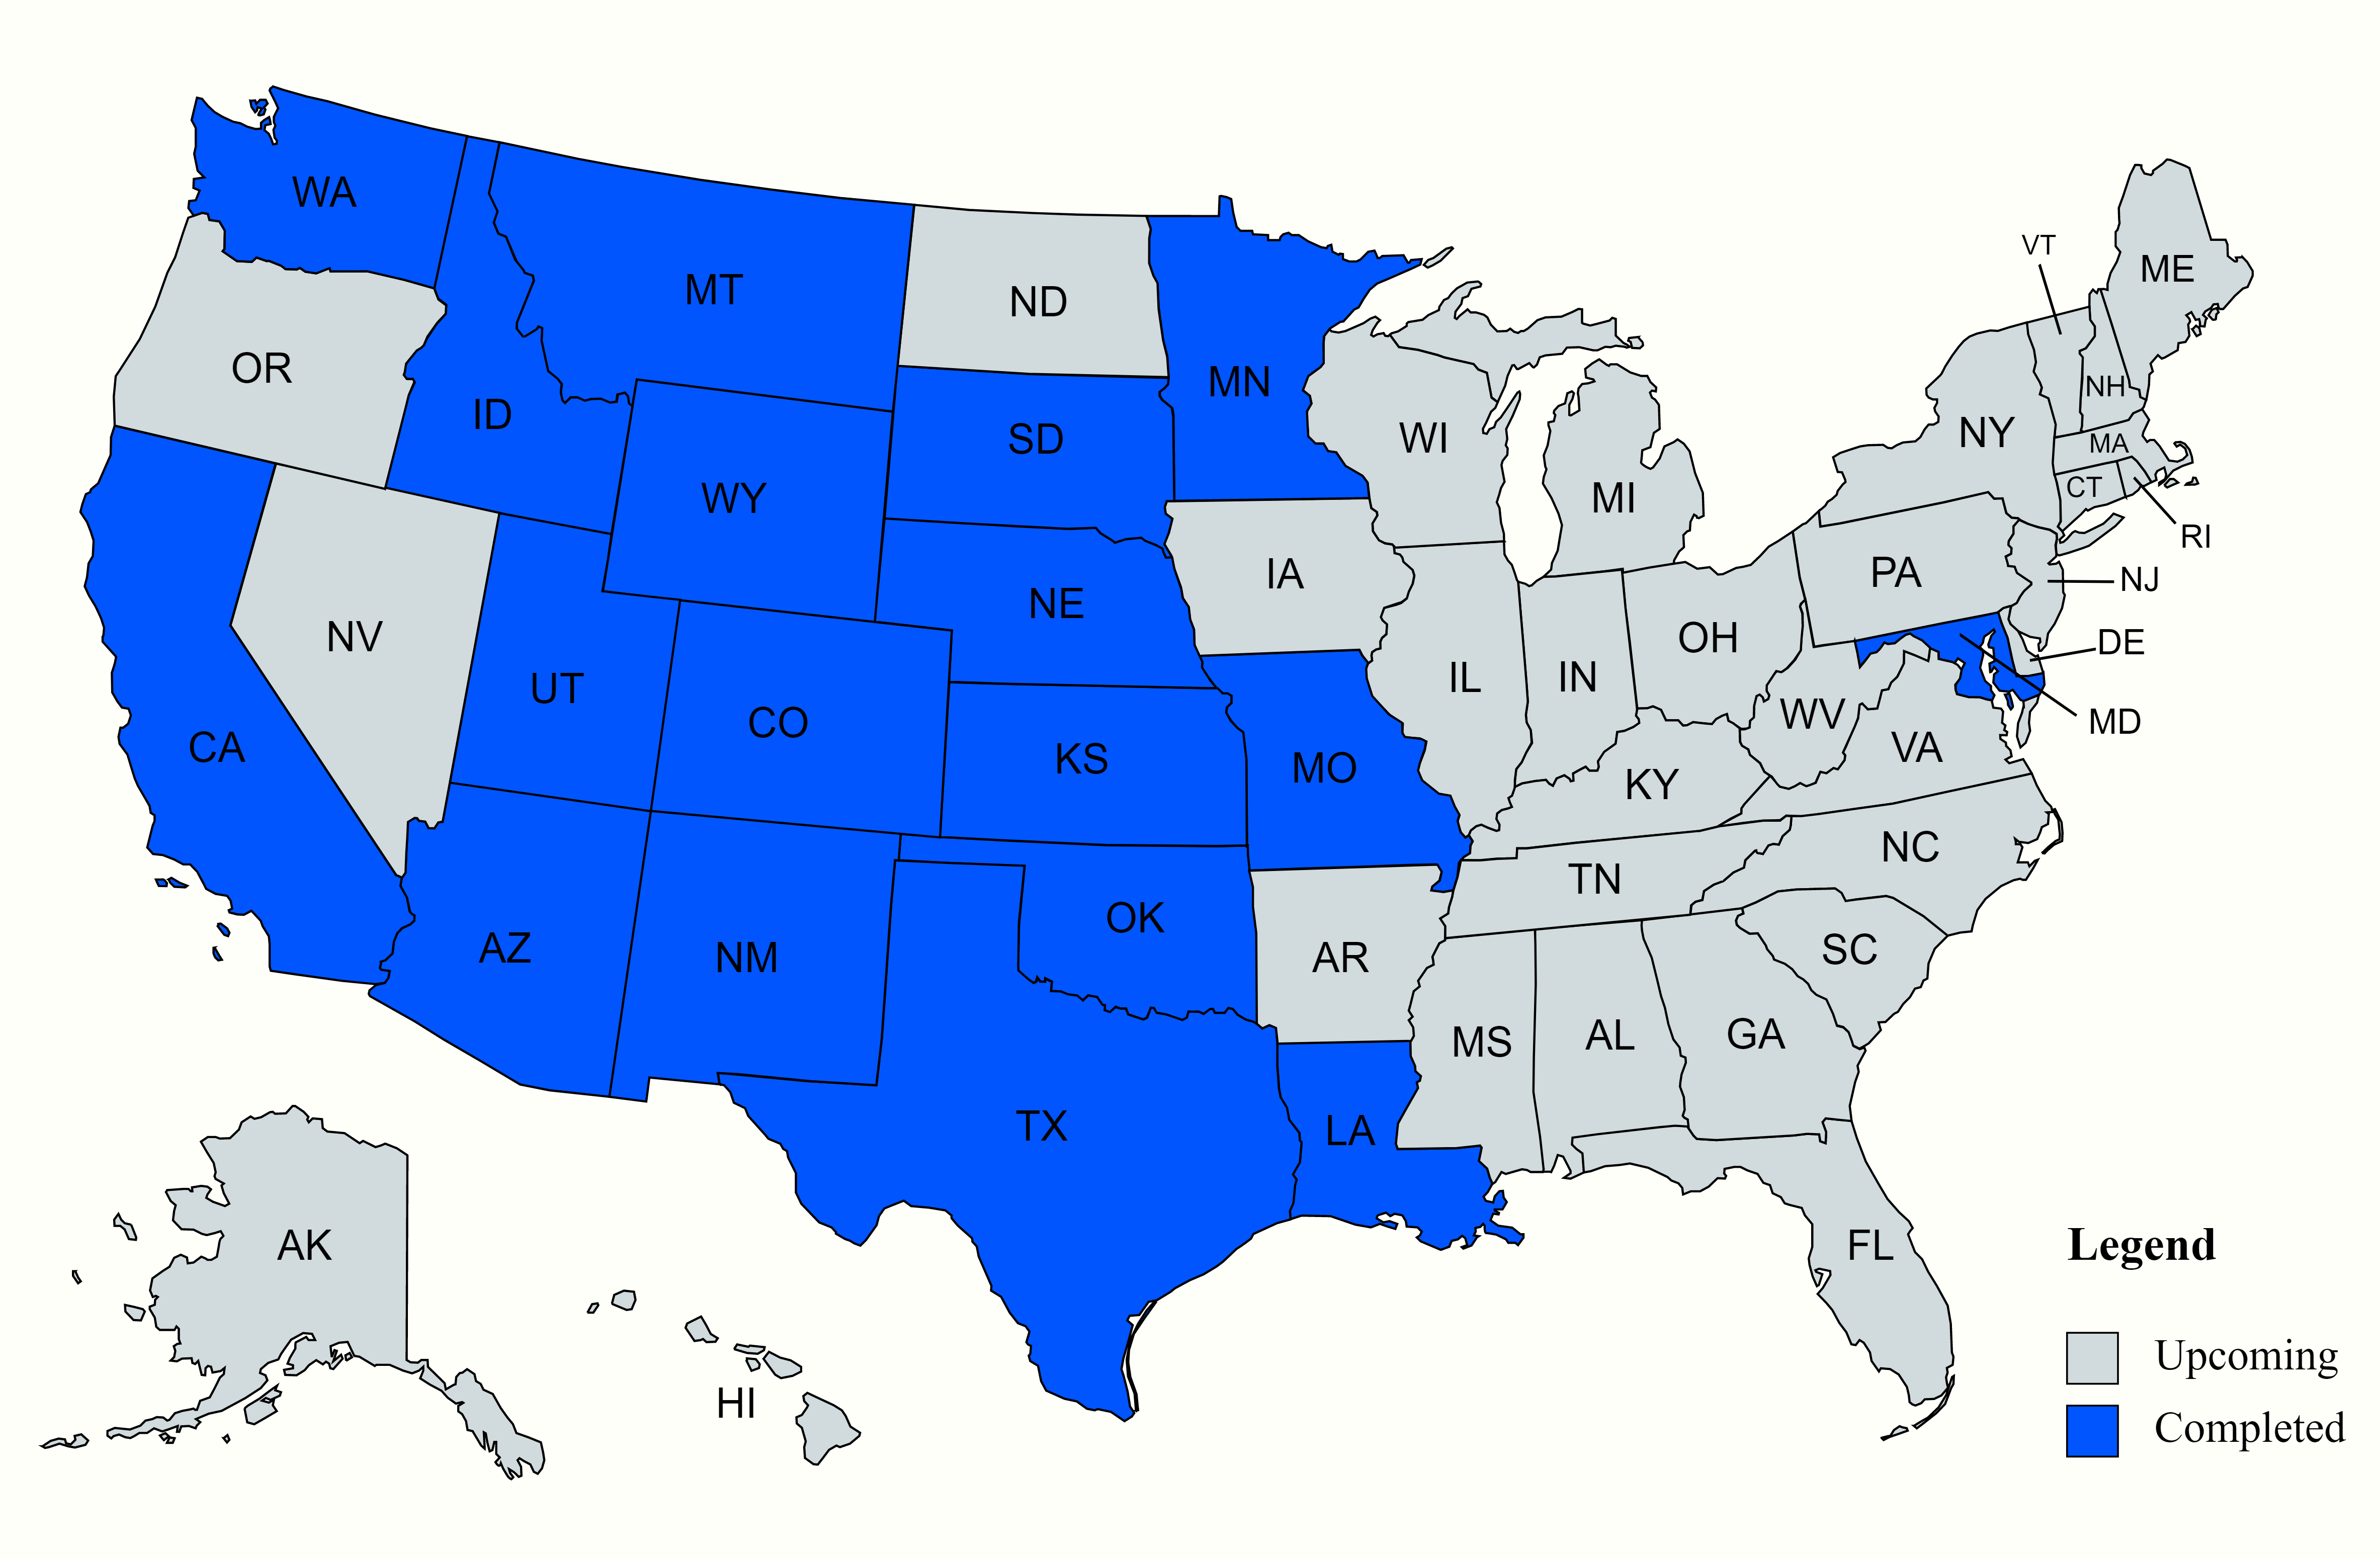 WA
MT
ND
MN
VT
ME
OR
ID
SD
WI
NH
NY
MA
WY
MI
CT
RI
IA
PA
NJ
NE
NV
OH
DE
UT
IL
IN
CO
WV
MD
CA
KS
MO
VA
KY
NC
TN
OK
AZ
NM
AR
SC
MS
AL
GA
TX
LA
AK
FL
HI
Legend
Upcoming
Completed